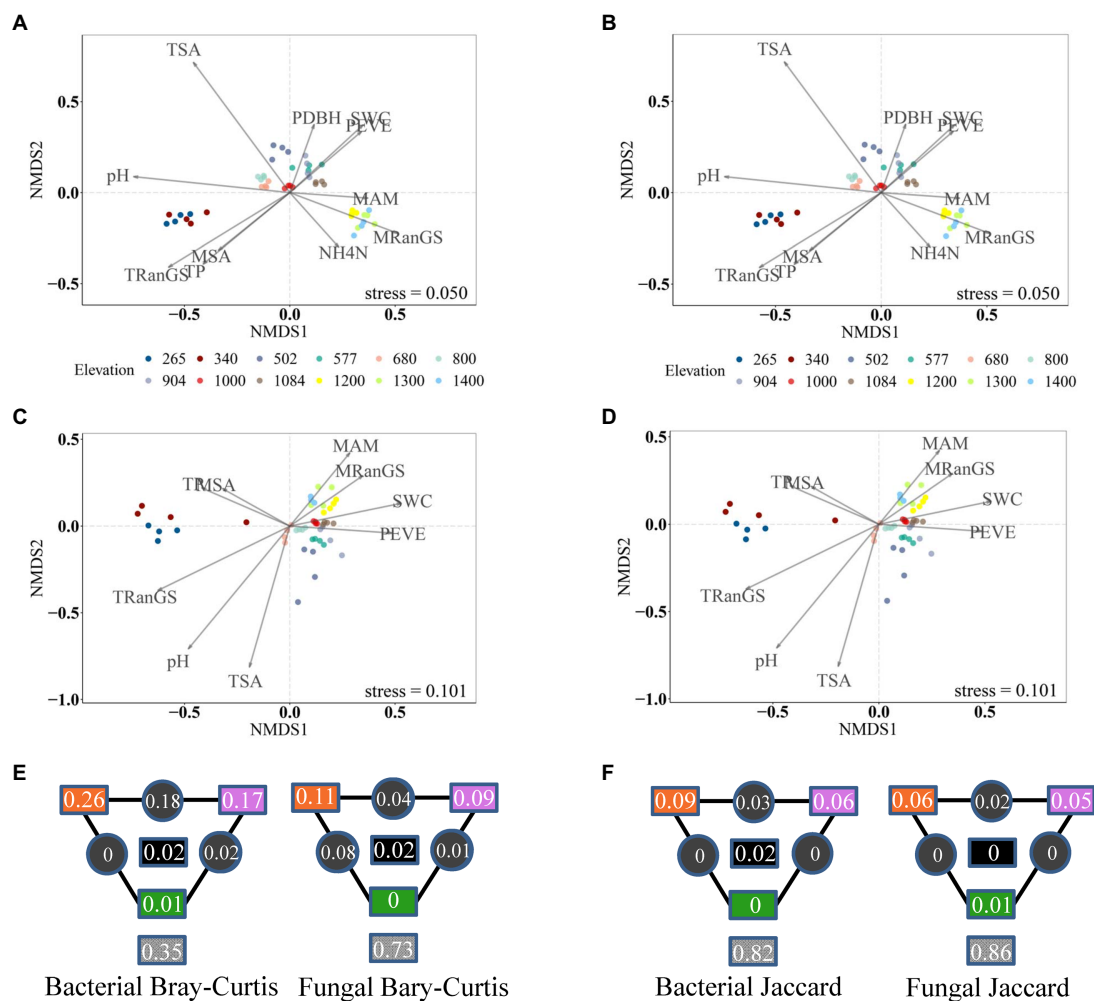 A
B
TSA
TSA
0.5
0.5
PDBH
SWC
PEVE
PDBH
SWC
PEVE
NMDS2
NMDS2
pH
pH
0.0
0.0
MAM
MAM
MRanGS
MRanGS
MSA
NH4N
MSA
NH4N
TRanGS
TP
TRanGS
TP
−0.5
−0.5
stress = 0.050
stress = 0.050
−0.5
0.0
0.5
−0.5
0.0
0.5
NMDS1
NMDS1
Elevation
265
340
502
577
680
800
904
1000
1084
1200
1300
1400
Elevation
265
340
502
577
680
800
904
1000
1084
1200
1300
1400
C
D
0.5
0.5
MAM
MAM
MRanGS
MRanGS
TP
MSA
TP
MSA
SWC
SWC
0.0
0.0
PEVE
PEVE
NMDS2
NMDS2
TRanGS
TRanGS
−0.5
−0.5
pH
pH
TSA
TSA
stress = 0.101
stress = 0.101
−1.0
−1.0
−0.5
0.0
0.5
−0.5
0.0
0.5
NMDS1
NMDS1
E
F
0.26
0.18
0.17
0.11
0.04
0.09
0.09
0.03
0.06
0.06
0.02
0.05
0
0.02
0.02
0.08
0.02
0.01
0
0.02
0
0
0
0
0.01
0
0
0.01
0.35
0.73
0.82
0.86
Bacterial Bray-Curtis
Fungal Bary-Curtis
Bacterial Jaccard
Fungal Jaccard